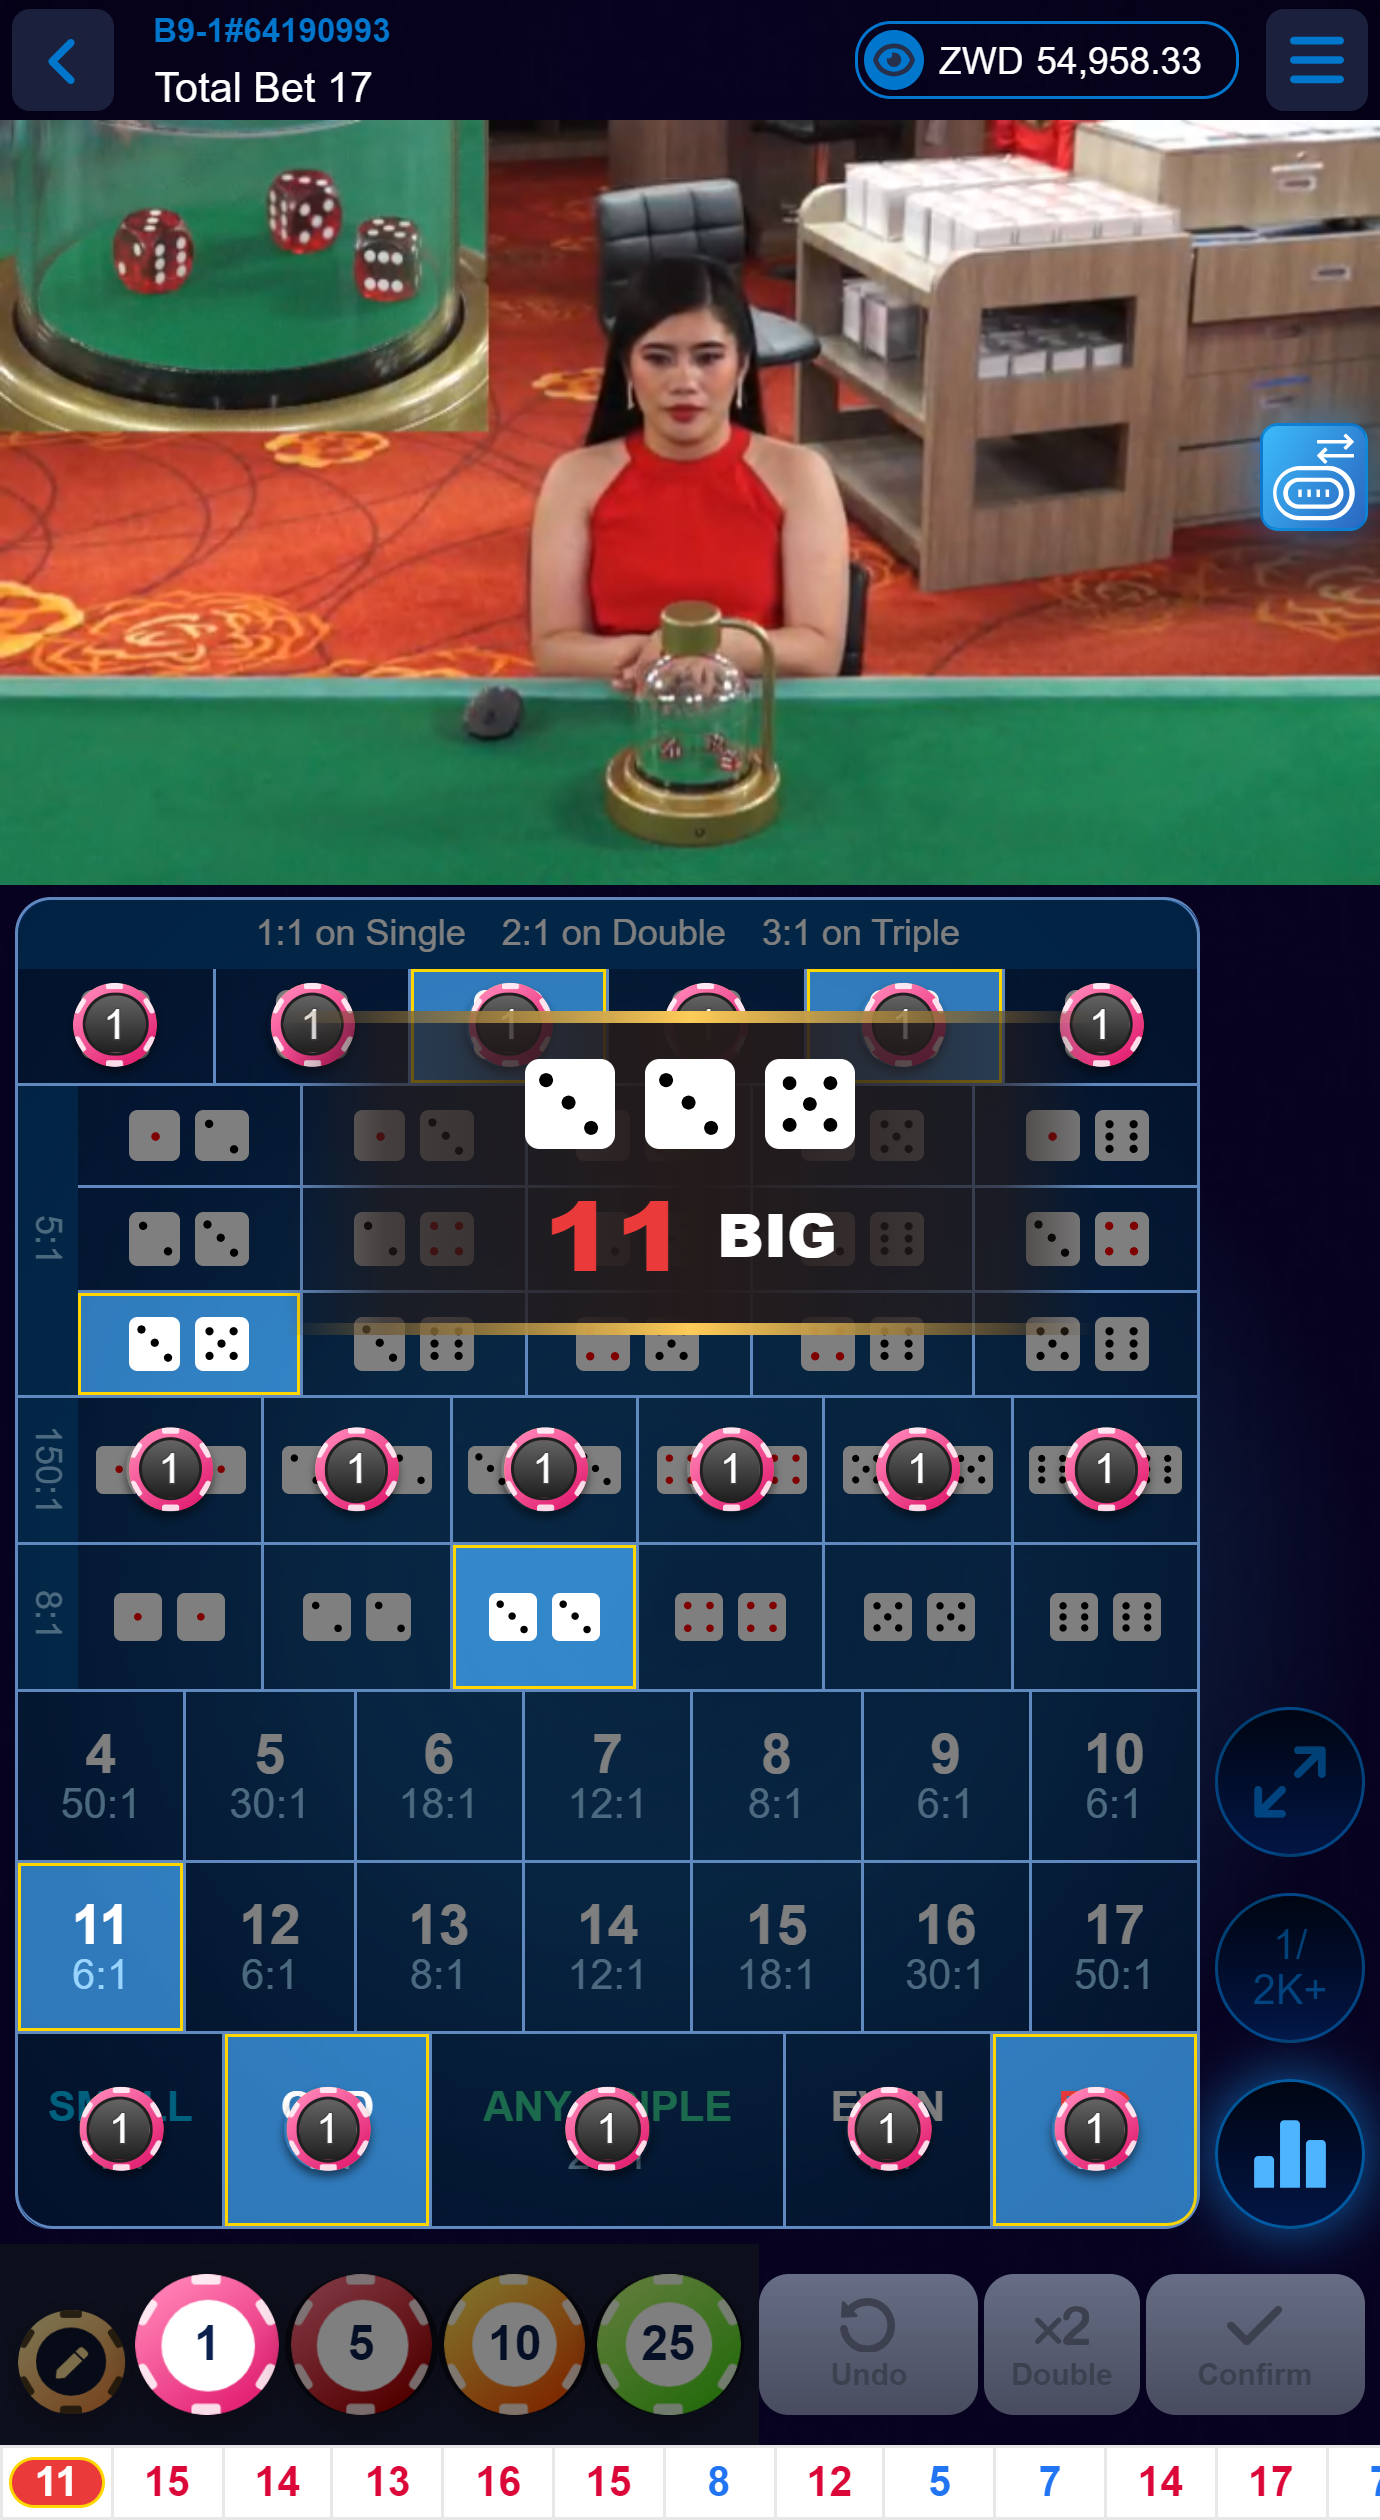 B9-1#64190993
Total Bet 17
ZWD 54,958.33
1:1 on Single 2:1 on Double 3:1 on Triple
1 1 1 1 1 1
11 BIG
5:1
150:1
1 1 1 1 1 1
8:1
4 5 6 7 8 9 10
50:1 30:1 18:1 12:1 8:1 6:1 6:1
11 12 13 14 15 16 17
6:1 6:1 8:1 12:1 18:1 30:1 50:1
1/
2K+
1 1 1 1 1
1 5 10 25
x2
Undo Double Confirm
11 15 14 13 16 15 8 12 5 7 14 17